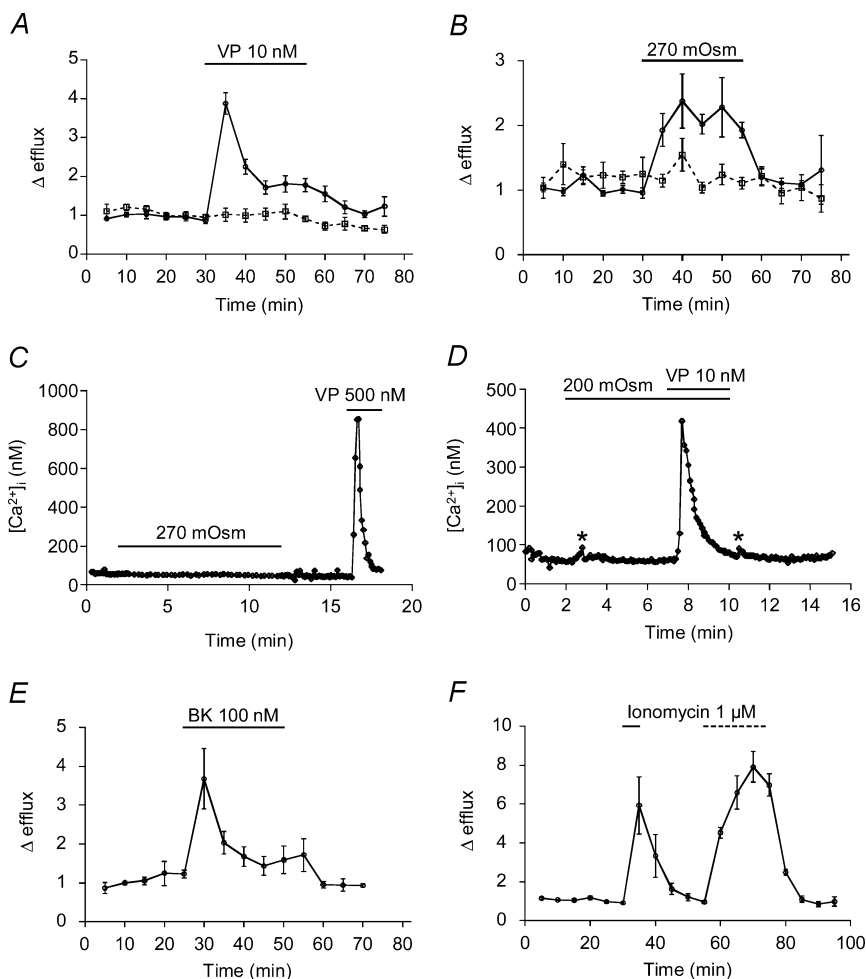 A
VP 10 nM
5
4
3
2
1
0
Δ efflux
0 10 20 30 40 50 60 70 80
Time (min)
B
270 mOsm
3
2
1
0
Δ efflux
0 10 20 30 40 50 60 70 80
Time (min)
C
VP 500 nM
270 mOsm
1000
800
600
400
200
0
[Ca²⁺]ᵢ (nM)
0 5 10 15 20
Time (min)
D
VP 10 nM
200 mOsm
500
400
300
200
100
0
[Ca²⁺]ᵢ (nM)
* *
0 2 4 6 8 10 12 14 16
Time (min)
E
BK 100 nM
5
4
3
2
1
0
Δ efflux
0 10 20 30 40 50 60 70 80
Time (min)
F
Ionomycin 1 µM
10
8
6
4
2
0
Δ efflux
0 20 40 60 80 100
Time (min)